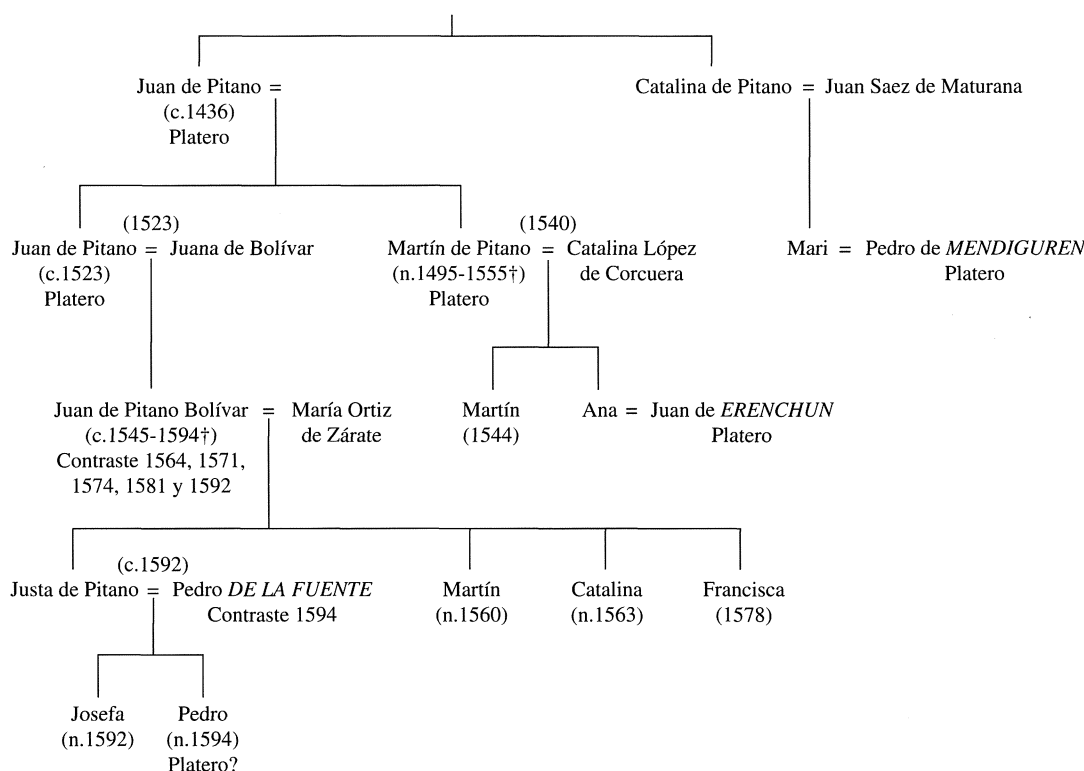 Juan de Pitano =
(c.1436)
Platero
Catalina de Pitano = Juan Saez de Maturana
(1523)
Juan de Pitano = Juana de Bolívar
(c.1523)
Platero
(1540)
Martín de Pitano = Catalina López
(n.1495-1555†) de Corcuera
Platero
Mari = Pedro de MENDIGUREN
Platero
Juan de Pitano Bolívar = María Ortiz
(c.1545-1594†) de Zárate
Contraste 1564, 1571,
1574, 1581 y 1592
Martín
(1544)
Ana = Juan de ERENCHUN
Platero
(c.1592)
Justa de Pitano = Pedro DE LA FUENTE
Contraste 1594
Martín
(n.1560)
Catalina
(n.1563)
Francisca
(1578)
Josefa
(n.1592)
Pedro
(n.1594)
Platero?